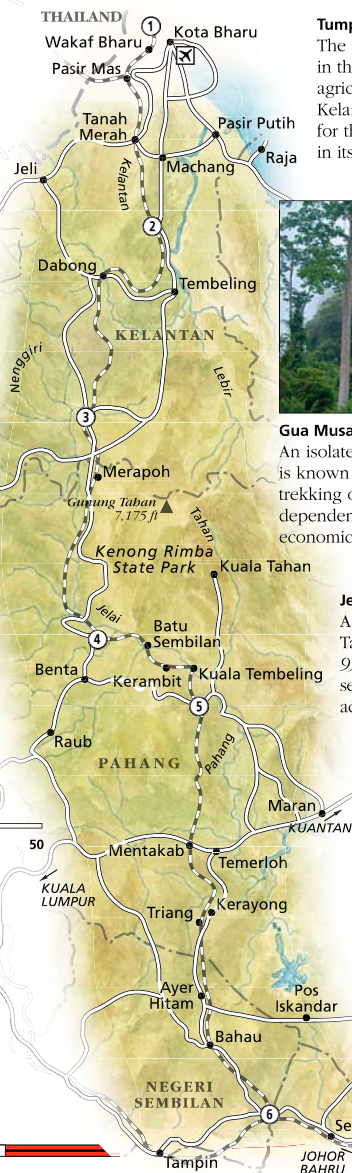 THAILAND
1
Kota Bharu
Wakaf Bharu
Pasir Mas
Tump
The
in th
agric
Kelan
for th
in its
Tanah
Merah
Pasir Putih
Raja
Machang
Jeli
Kelantan
2
Dabong
Tembeling
KELANTAN
Nenggiri
Lebir
3
Gua Musa
An isolate
is known
trekking o
dependen
economic
Merapoh
Gunung Tahan
7,175 ft
Tahan
Kenong Rimba
State Park
Kuala Tahan
Je
A
Ta
9,
se
ac
Jelai
4
Batu
Sembilan
Benta
Kerambit
Kuala Tembeling
5
Raub
Pahang
PAHANG
Maran
KUANTAN
50
Mentakab
Temerloh
KUALA
LUMPUR
Triang
Kerayong
Ayer
Hitam
Pos
Iskandar
Bahau
NEGERI
SEMBILAN
6
Se
Tampin
JOHOR
BAHRU